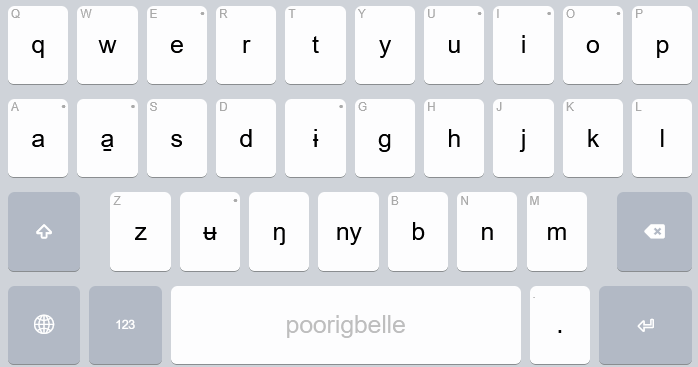 Q W E R T Y U I O P
q w e r t y u i o p
A A S D G H J K L
a a̱ s d ɨ g h j k l
Z B N M
z ʉ ŋ ny b n m
123 poorigbelle .